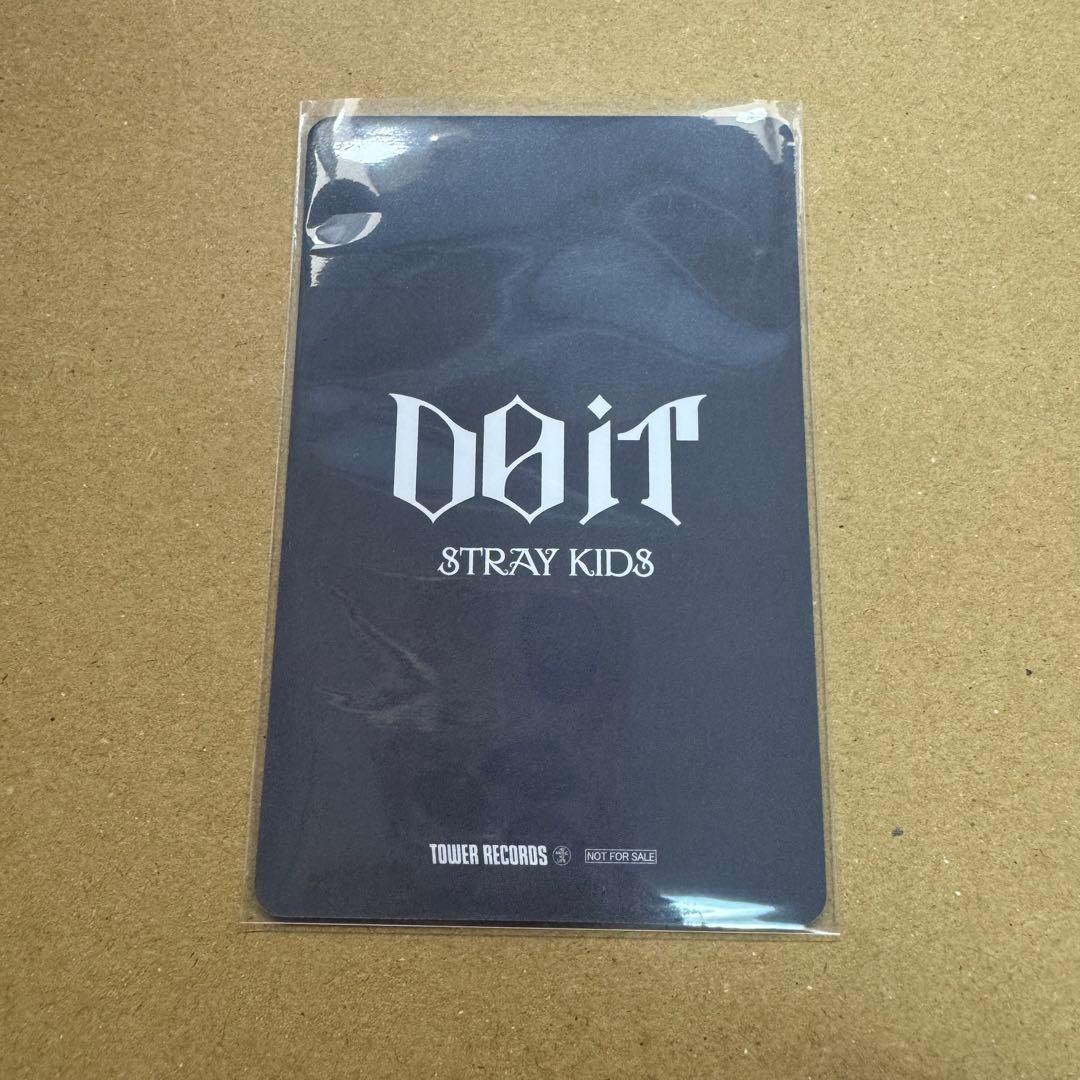 DO iT
STRAY KIDS
TOWER RECORDS NOT FOR SALE